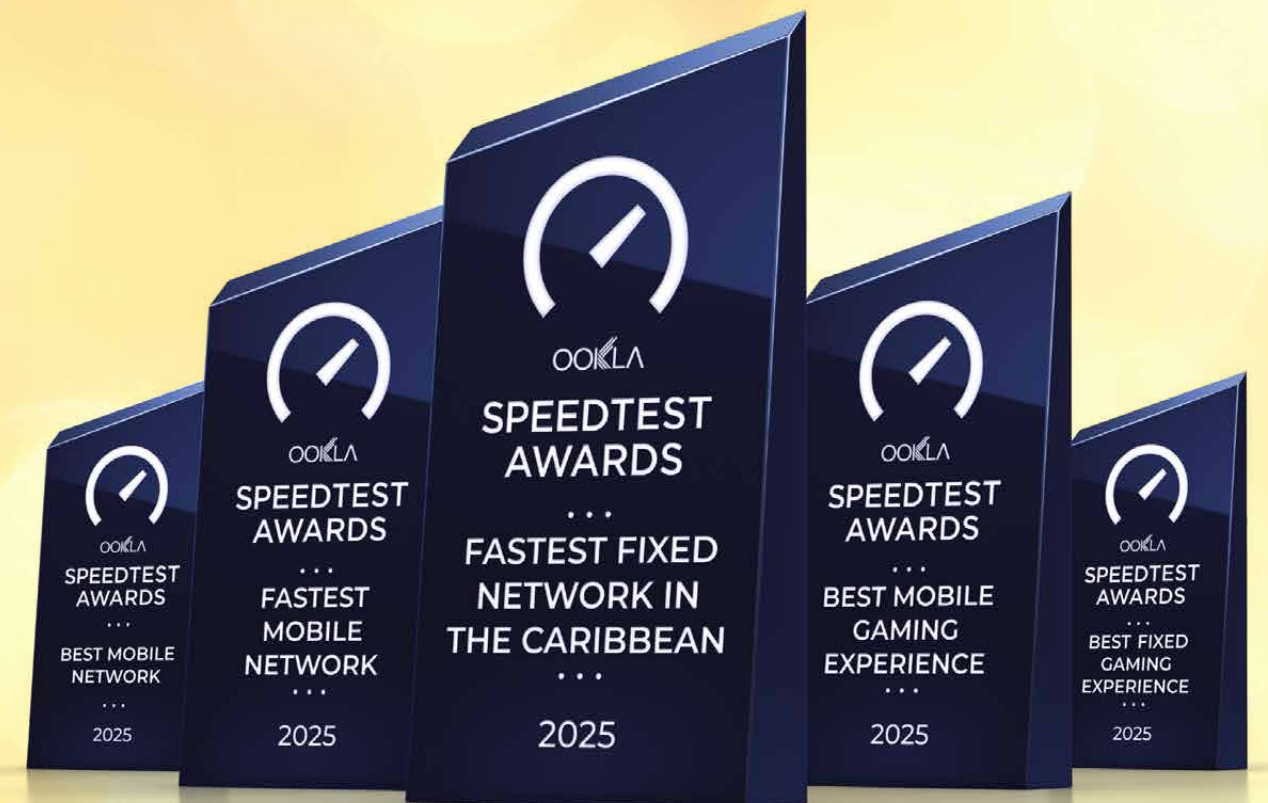 OOKLA
SPEEDTEST
AWARDS
...
BEST MOBILE
NETWORK
...
2025
OOKLA
SPEEDTEST
AWARDS
...
FASTEST
MOBILE
NETWORK
...
2025
OOKLA
SPEEDTEST
AWARDS
...
FASTEST FIXED
NETWORK IN
THE CARIBBEAN
...
2025
OOKLA
SPEEDTEST
AWARDS
...
BEST MOBILE
GAMING
EXPERIENCE
...
2025
OOKLA
SPEEDTEST
AWARDS
...
BEST FIXED
GAMING
EXPERIENCE
...
2025